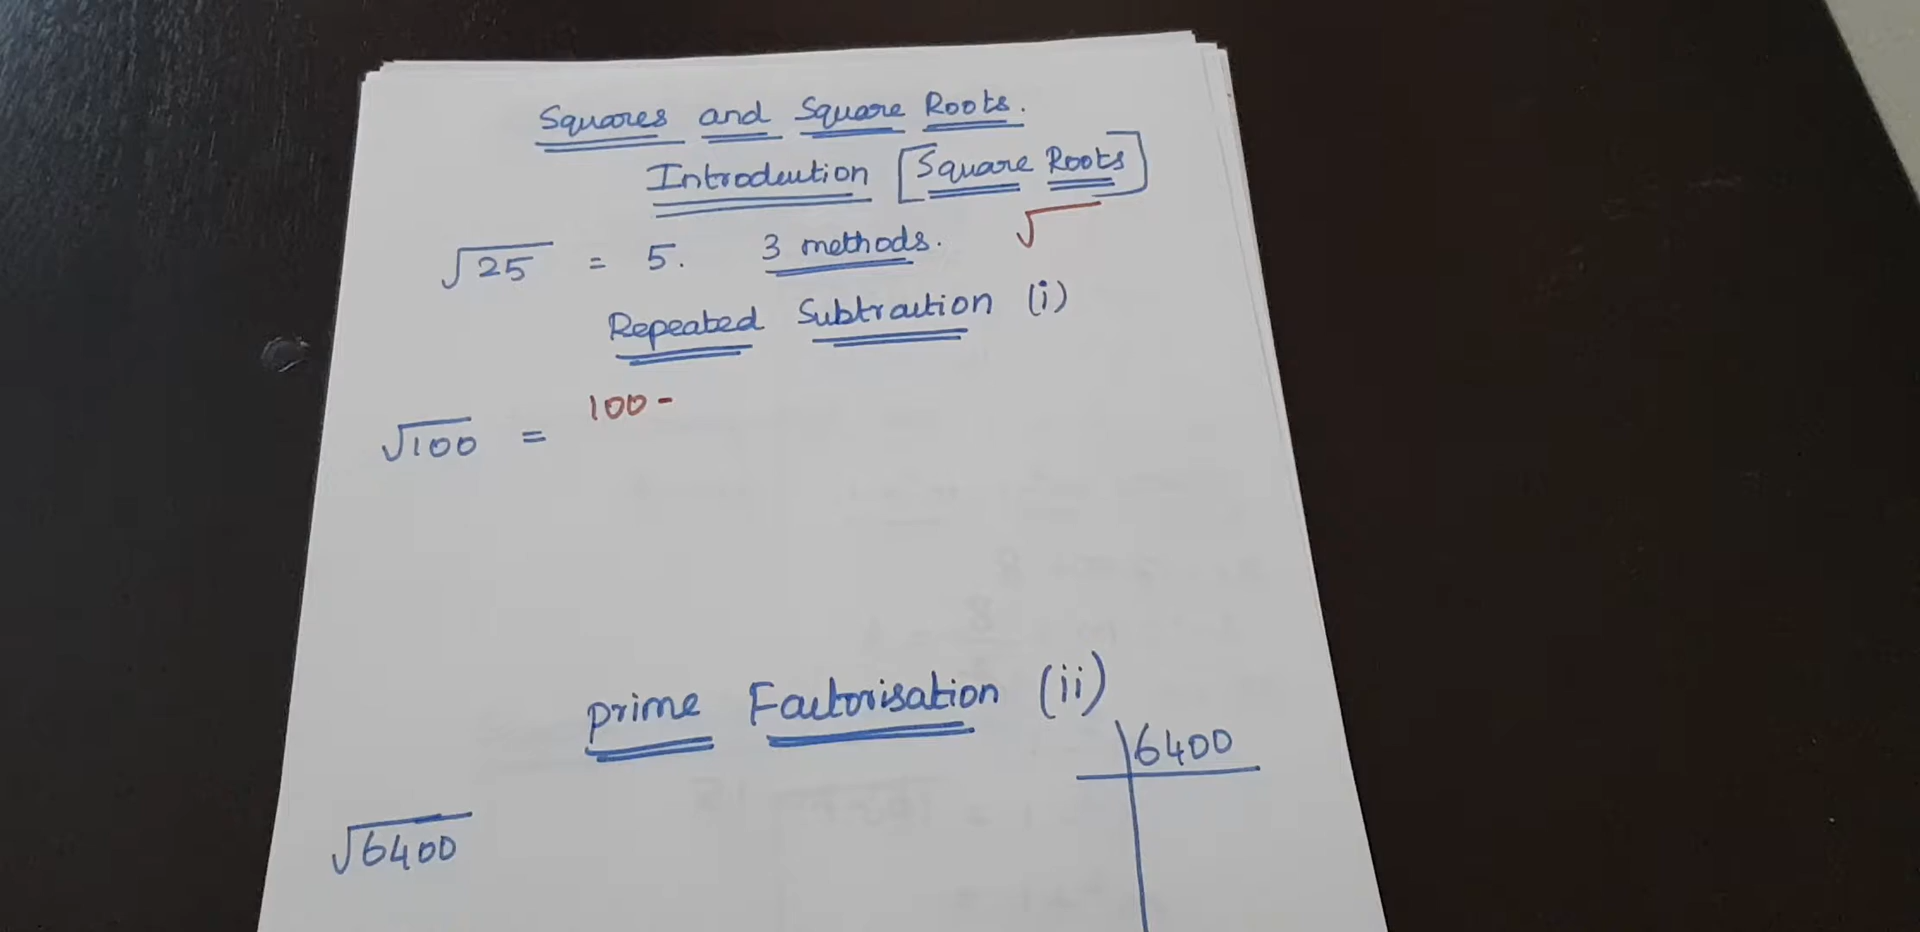 Squares and Square Roots.
Introduction [Square Roots]
√25 = 5. 3 methods. √
Repeated Subtraction (i)
100 -
√100 =
prime Factorisation (ii)
6400
√6400